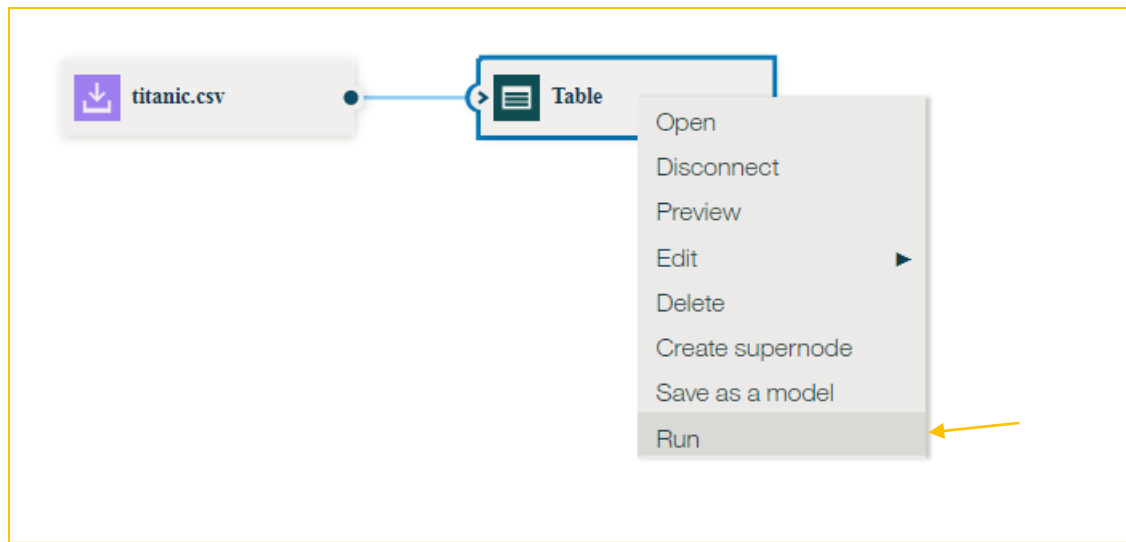 titanic.csv
Table
Open
Disconnect
Preview
Edit
Delete
Create supernode
Save as a model
Run